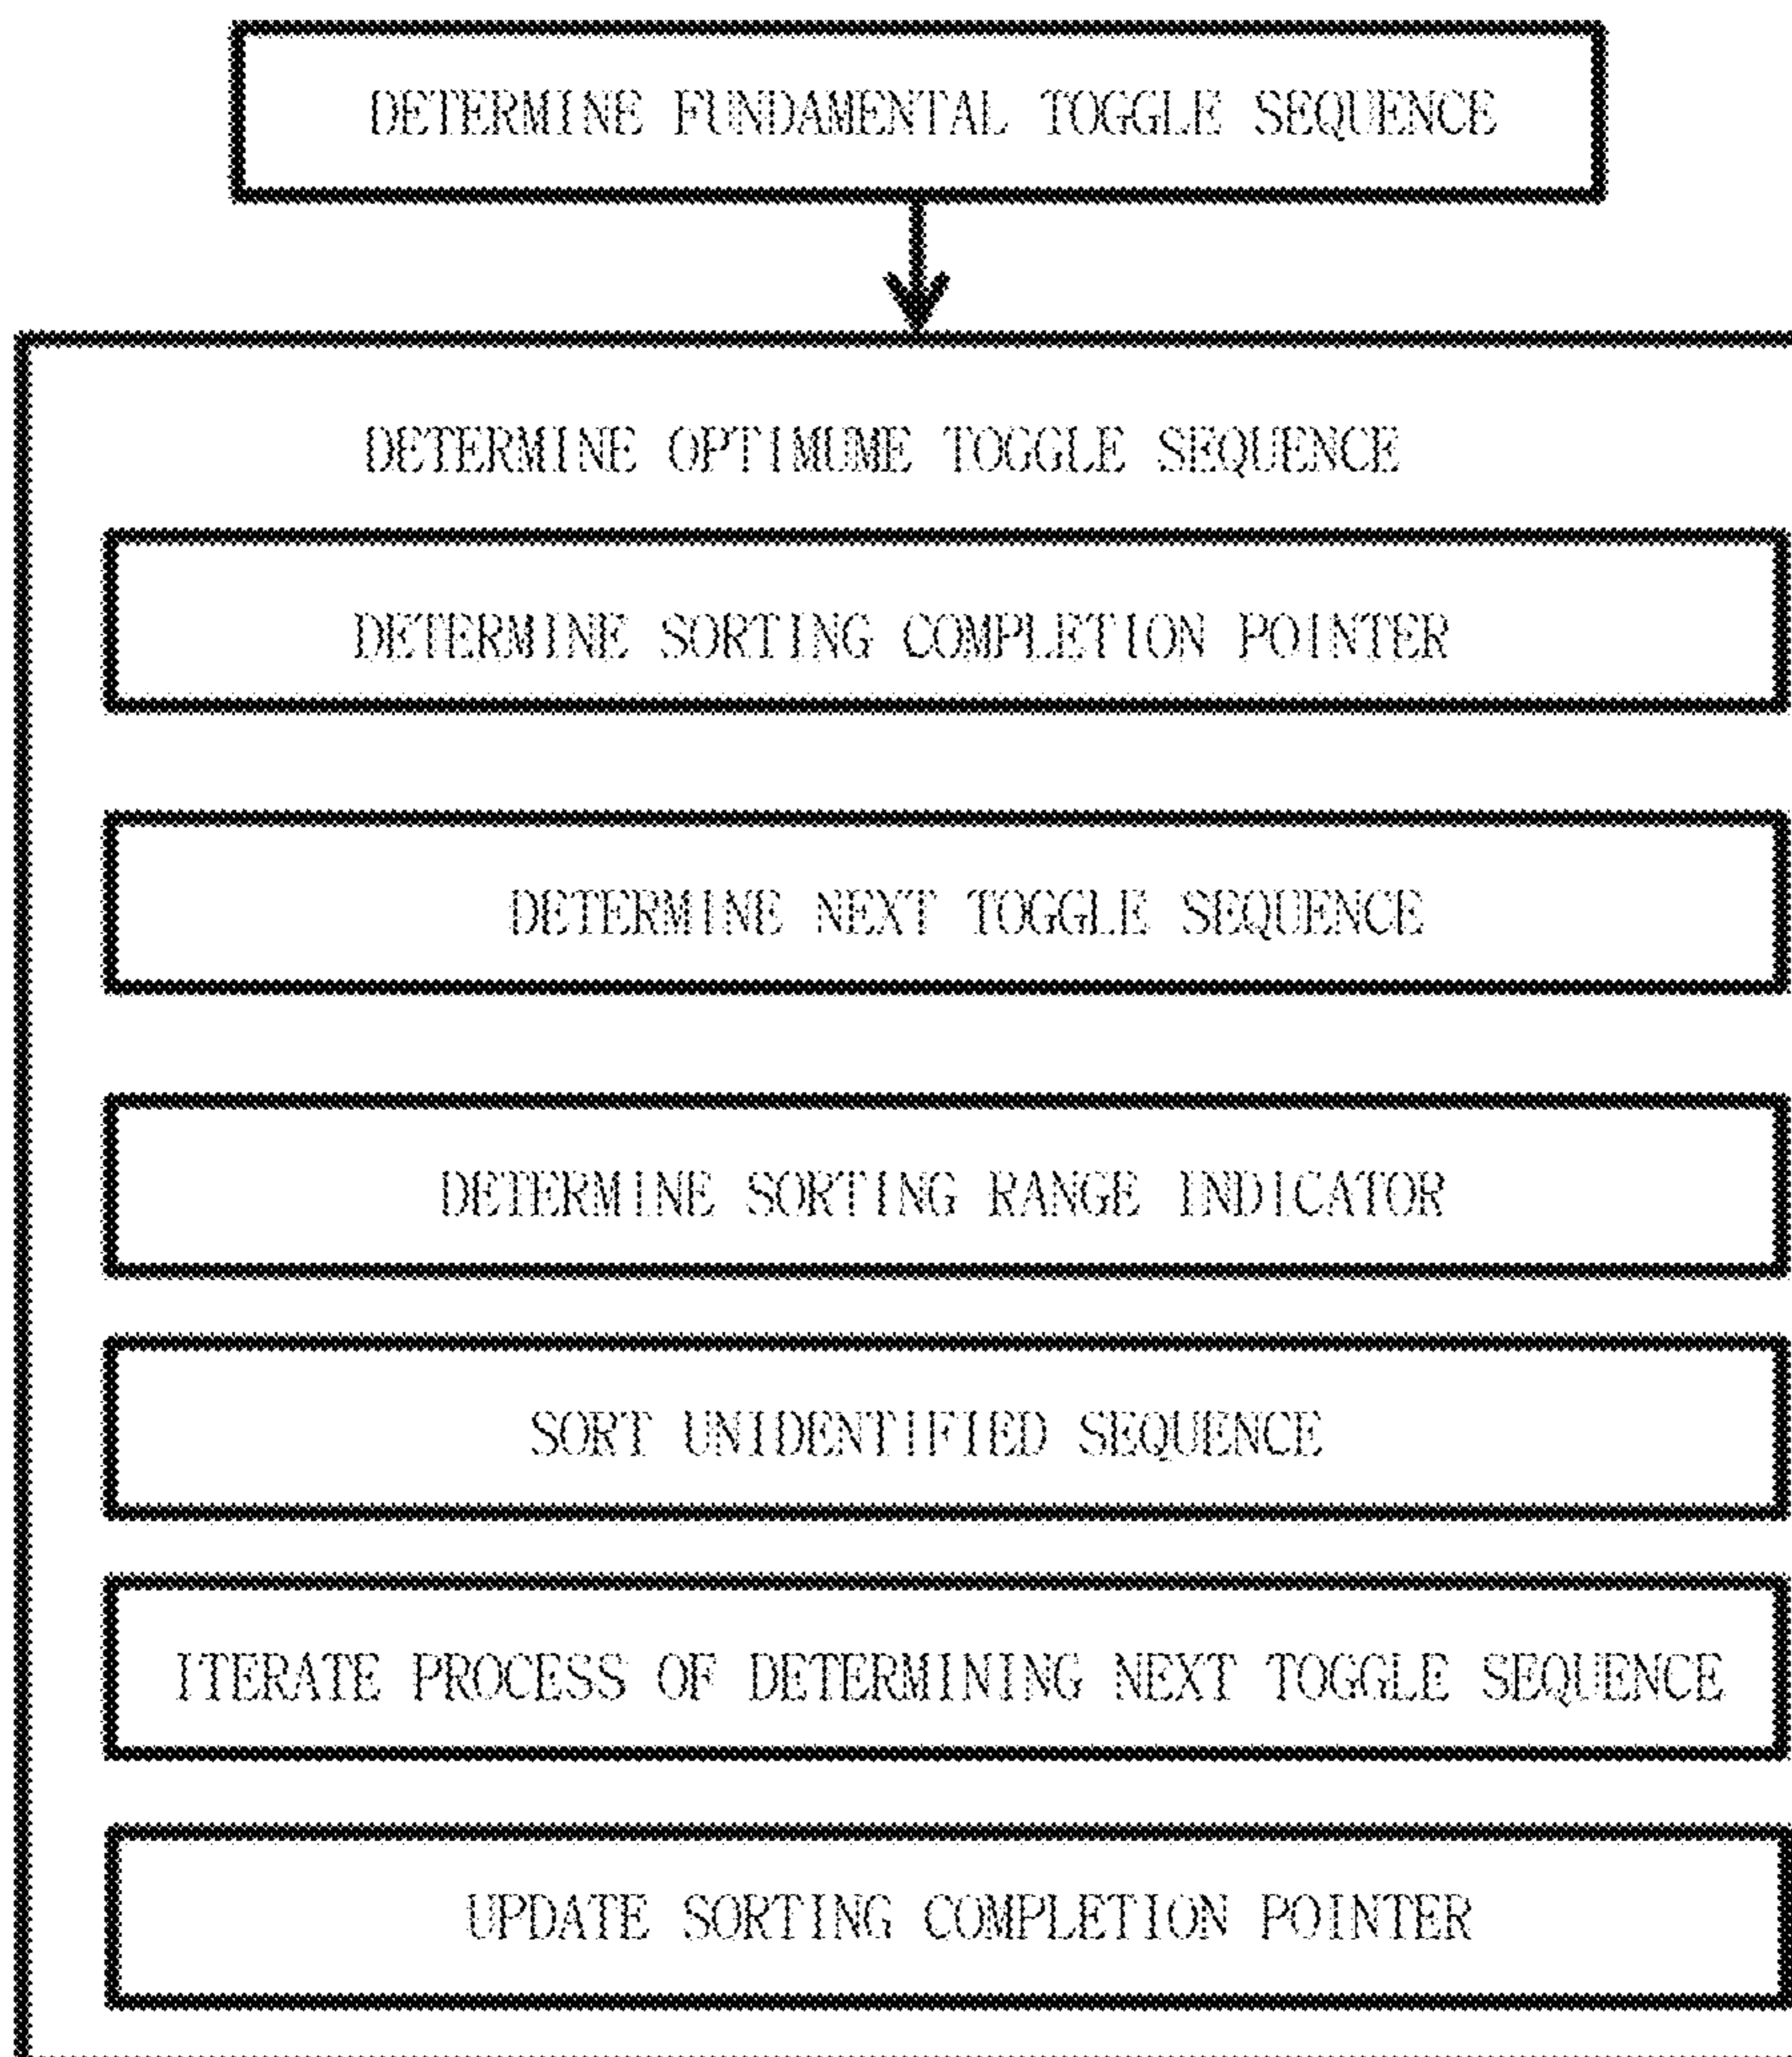 DETERMINE FUNDAMENTAL TOGGLE SEQUENCE
DETERMINE OPTIMUME TOGGLE SEQUENCE
DETERMINE SORTING COMPLETION POINTER
DETERMINE NEXT TOGGLE SEQUENCE
DETERMINE SORTING RANGE INDICATOR
SORT UNIDENTIFIED SEQUENCE
ITERATE PROCESS OF DETERMINING NEXT TOGGLE SEQUENCE
UPDATE SORTING COMPLETION POINTER